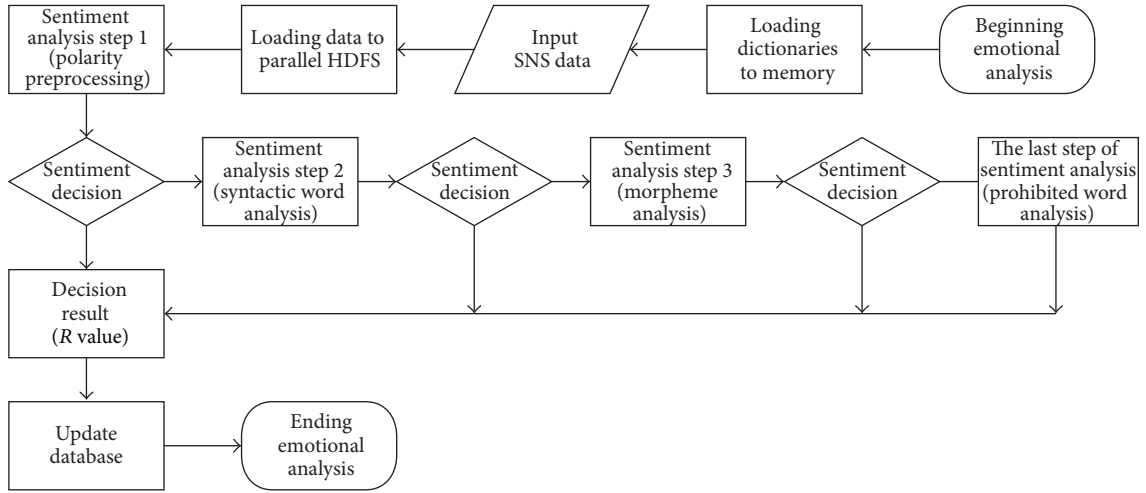 Sentiment
analysis step 1
(polarity
preprocessing)
Loading data to
parallel HDFS
Input
SNS data
Loading
dictionaries
to memory
Beginning
emotional
analysis
Sentiment
decision
Sentiment
analysis step 2
(syntactic word
analysis)
Sentiment
decision
Sentiment
analysis step 3
(morpheme
analysis)
Sentiment
decision
The last step of
sentiment analysis
(prohibited word
analysis)
Decision
result
(R value)
Update
database
Ending
emotional
analysis